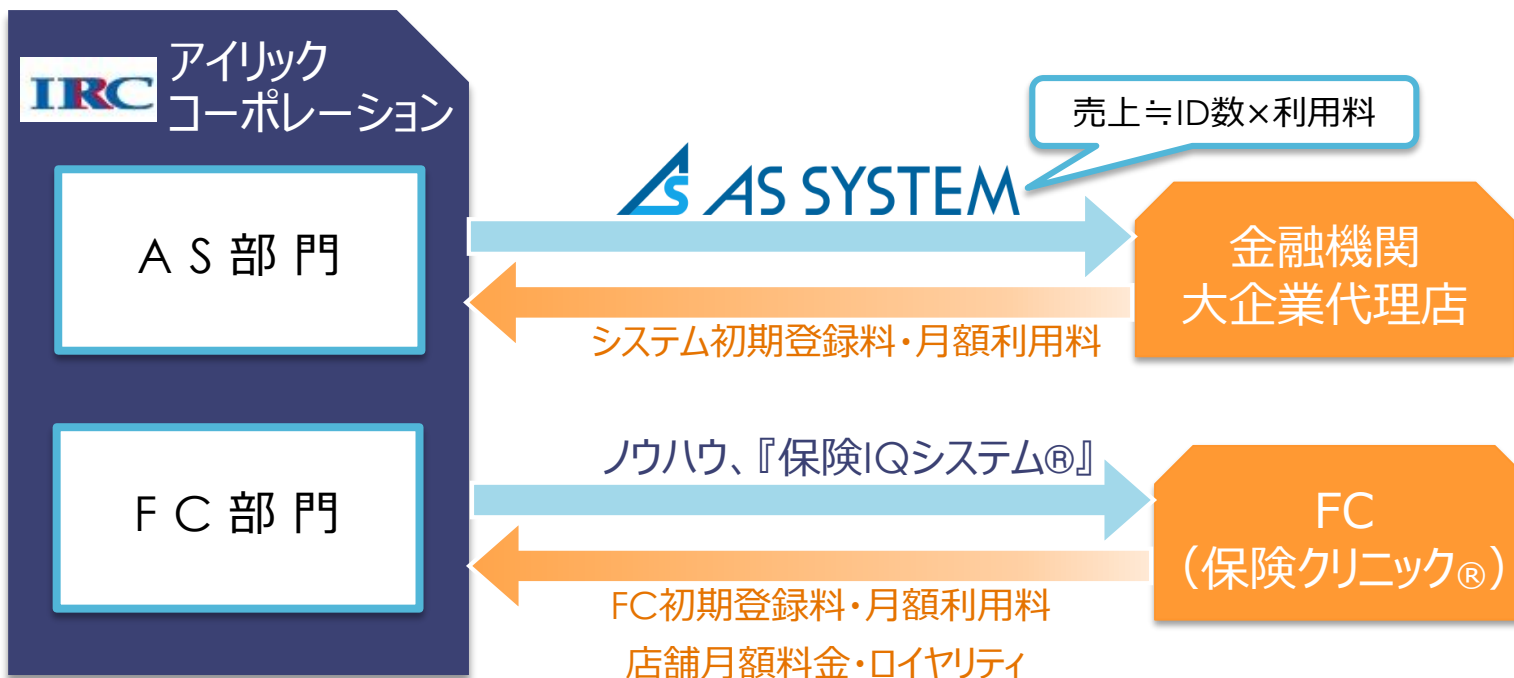 IRC
アイリック
コーポレーション
売上≒ID数×利用料
AS AS SYSTEM
AS部門
金融機関
大企業代理店
システム初期登録料・月額利用料
ノウハウ、『保険IQシステム®』
FC部門
FC
（保険クリニック®）
FC初期登録料・月額利用料
店舗月額料金・ロイヤリティ